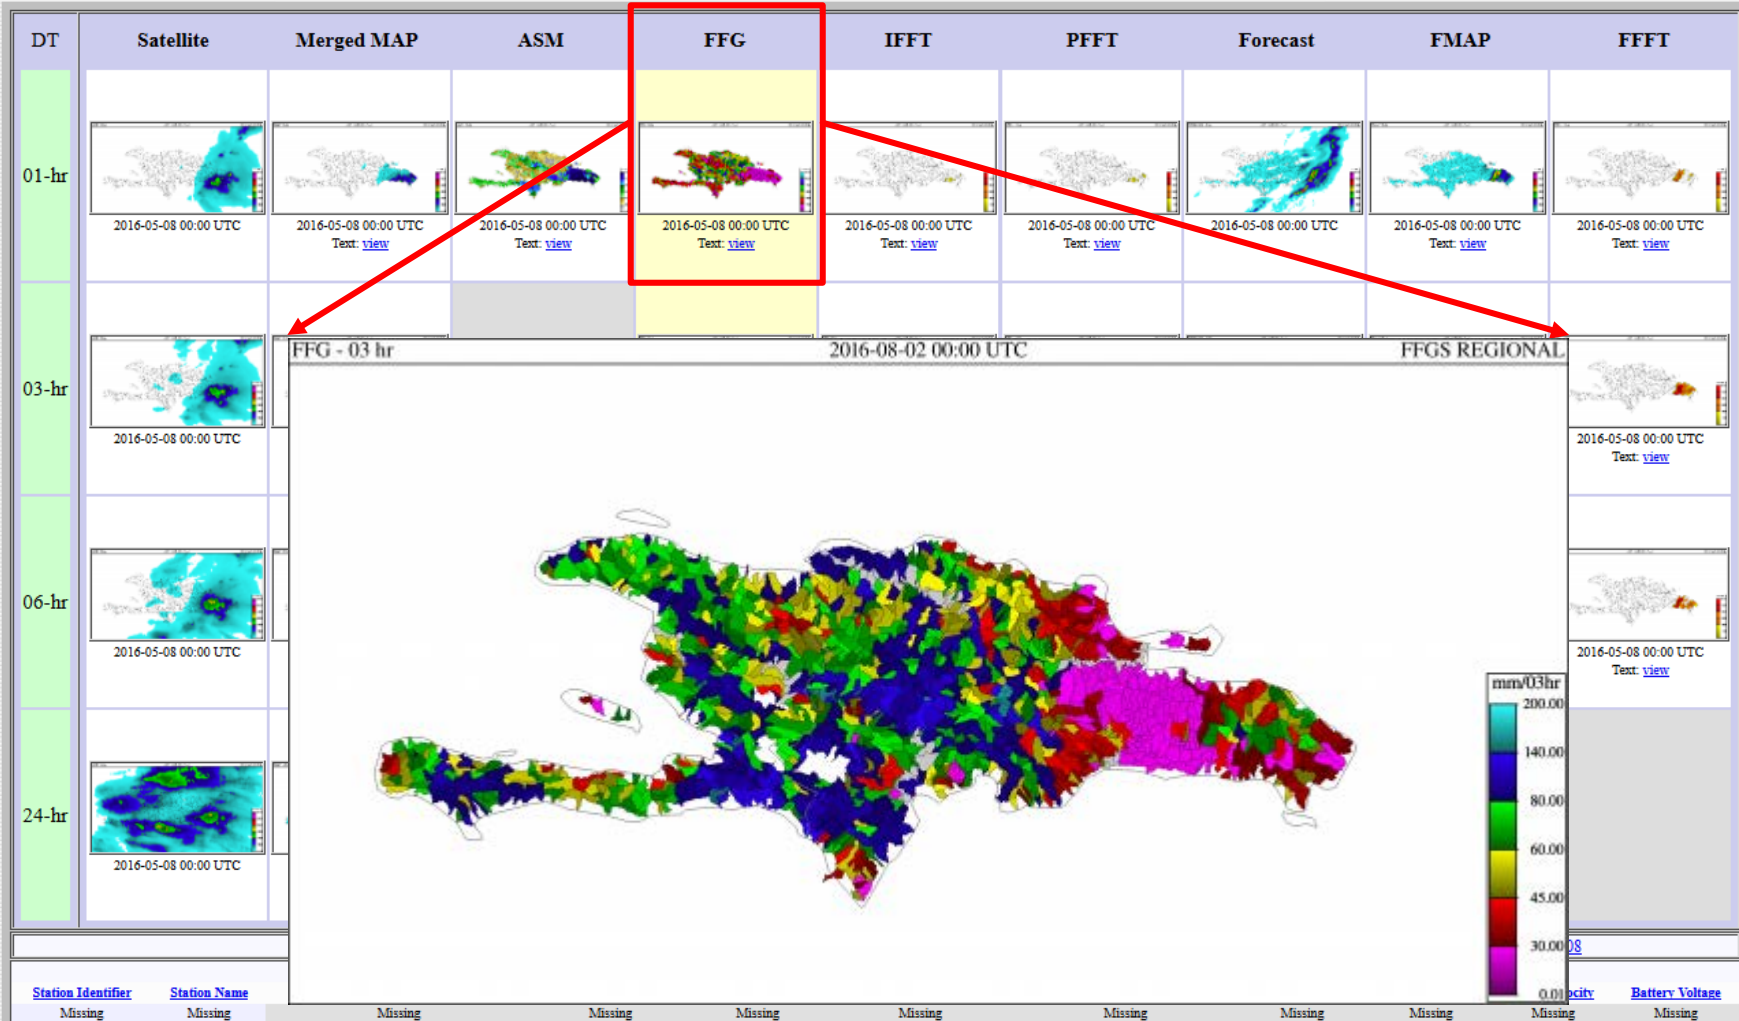 DT Satellite Merged MAP ASM FFG IFFT PFFT Forecast FMAP FFFT
01-hr
2016-05-08 00:00 UTC 2016-05-08 00:00 UTC 2016-05-08 00:00 UTC 2016-05-08 00:00 UTC 2016-05-08 00:00 UTC 2016-05-08 00:00 UTC 2016-05-08 00:00 UTC 2016-05-08 00:00 UTC 2016-05-08 00:00 UTC
Text: view Text: view Text: view Text: view Text: view Text: view Text: view
FFG - 03 hr 2016-08-02 00:00 UTC FFGS REGIONAL
03-hr
2016-05-08 00:00 UTC 2016-05-08 00:00 UTC
Text: view
06-hr
2016-05-08 00:00 UTC 2016-05-08 00:00 UTC
Text: view
mm/03hr
200.00
140.00
80.00
60.00
45.00
30.00
0.01
24-hr
2016-05-08 00:00 UTC
08
Station Identifier Station Name ocity Battery Voltage
Missing Missing Missing Missing Missing Missing Missing Missing Missing Missing Missing